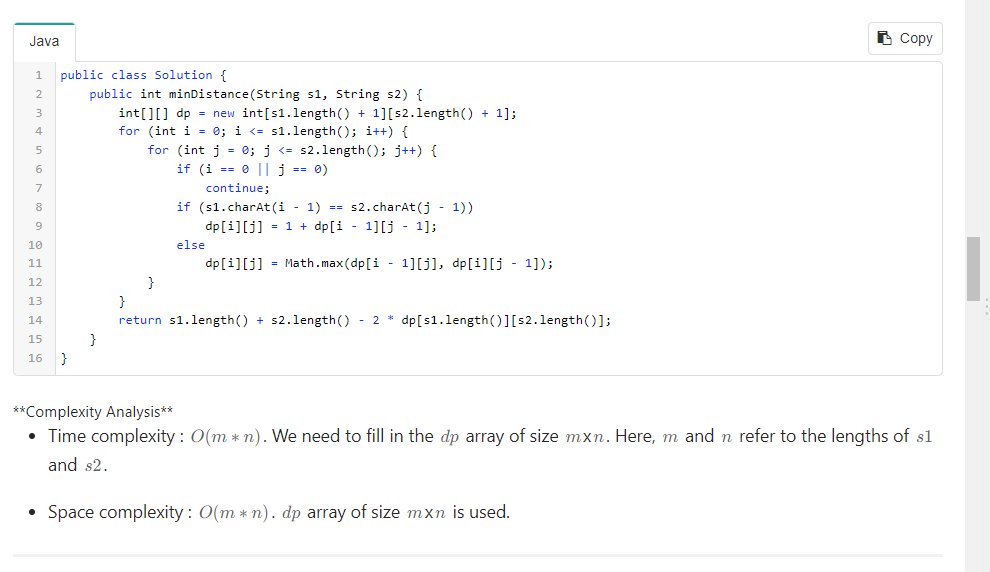 Java
Copy
1 public class Solution {
2 public int minDistance(String s1, String s2) {
3 int[][] dp = new int[s1.length() + 1][s2.length() + 1];
4 for (int i = 0; i <= s1.length(); i++) {
5 for (int j = 0; j <= s2.length(); j++) {
6 if (i == 0 || j == 0)
7 continue;
8 if (s1.charAt(i - 1) == s2.charAt(j - 1))
9 dp[i][j] = 1 + dp[i - 1][j - 1];
10 else
11 dp[i][j] = Math.max(dp[i - 1][j], dp[i][j - 1]);
12 }
13 }
14 return s1.length() + s2.length() - 2 * dp[s1.length()][s2.length()];
15 }
16 }
**Complexity Analysis**
• Time complexity : O(m * n). We need to fill in the dp array of size mxn. Here, m and n refer to the lengths of s1
and s2.
• Space complexity : O(m * n). dp array of size mxn is used.